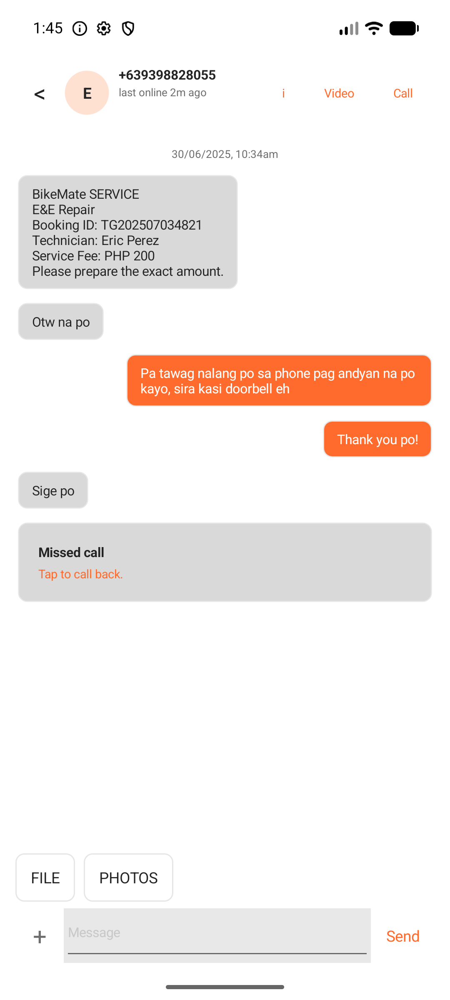 1:45
+639398828055
<
E
last online 2m ago
i
Video
Call
30/06/2025, 10:34am
BikeMate SERVICE
E&E Repair
Booking ID: TG202507034821
Technician: Eric Perez
Service Fee: PHP 200
Please prepare the exact amount.
Otw na po
Pa tawag nalang po sa phone pag andyan na po
kayo, sira kasi doorbell eh
Thank you po!
Sige po
Missed call
Tap to call back.
FILE
PHOTOS
+
Message
Send